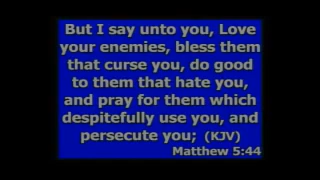 But I say unto you, Love
your enemies, bless them
that curse you, do good
to them that hate you,
and pray for them which
despitefully use you, and
persecute you; (KJV)
Matthew 5:44